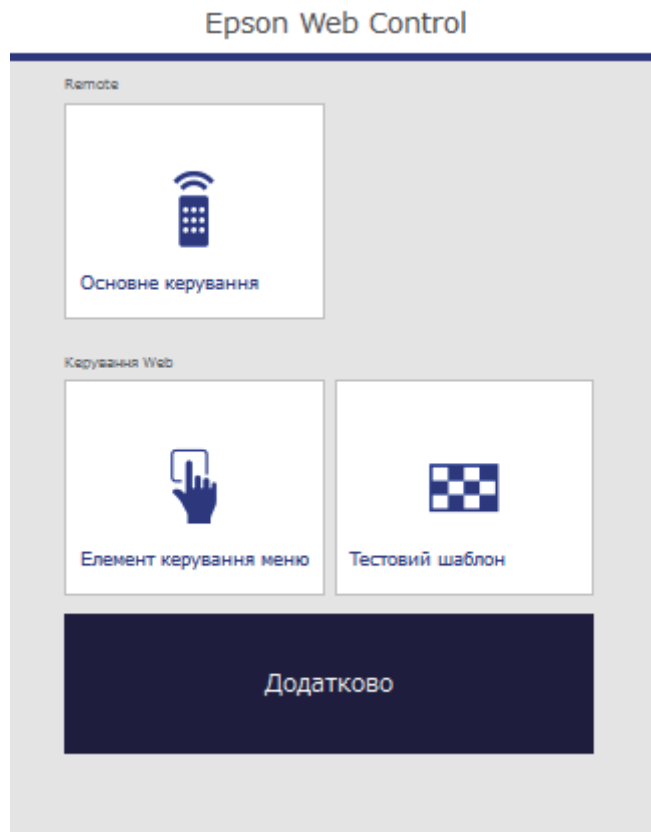 Epson Web Control
Remote
Основне керування
Керування Web
Елемент керування меню
Тестовий шаблон
Додатково